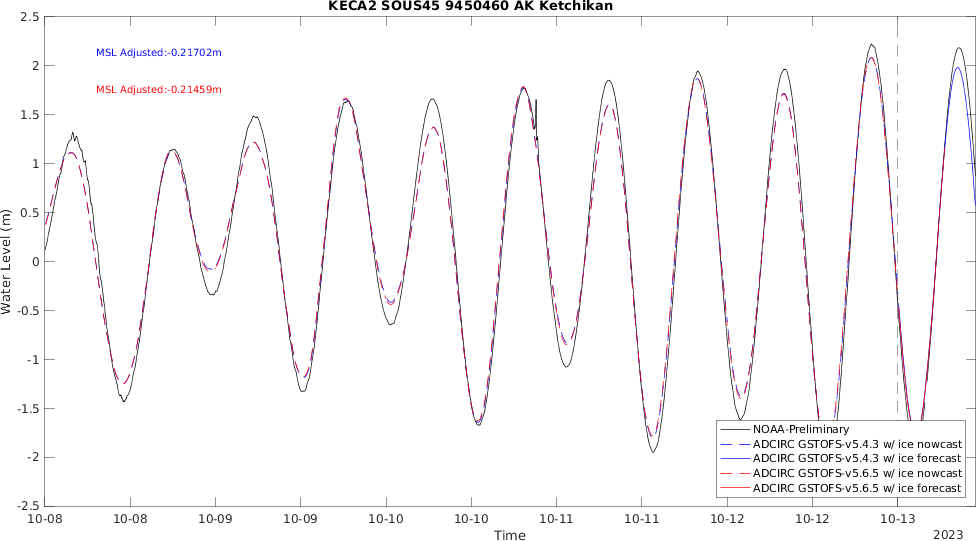 KECA2 SOUS45 9450460 AK Ketchikan
2.5
2
1.5
1
0.5
0
-0.5
-1
-1.5
-2
-2.5
Water Level (m)
MSL Adjusted:-0.21702m
MSL Adjusted:-0.21459m
NOAA-Preliminary
ADCIRC GSTOFS-v5.4.3 w/ ice nowcast
ADCIRC GSTOFS-v5.4.3 w/ ice forecast
ADCIRC GSTOFS-v5.6.5 w/ ice nowcast
ADCIRC GSTOFS-v5.6.5 w/ ice forecast
10-08 10-08 10-09 10-09 10-10 10-10 10-11 10-11 10-12 10-12 10-13
Time
2023